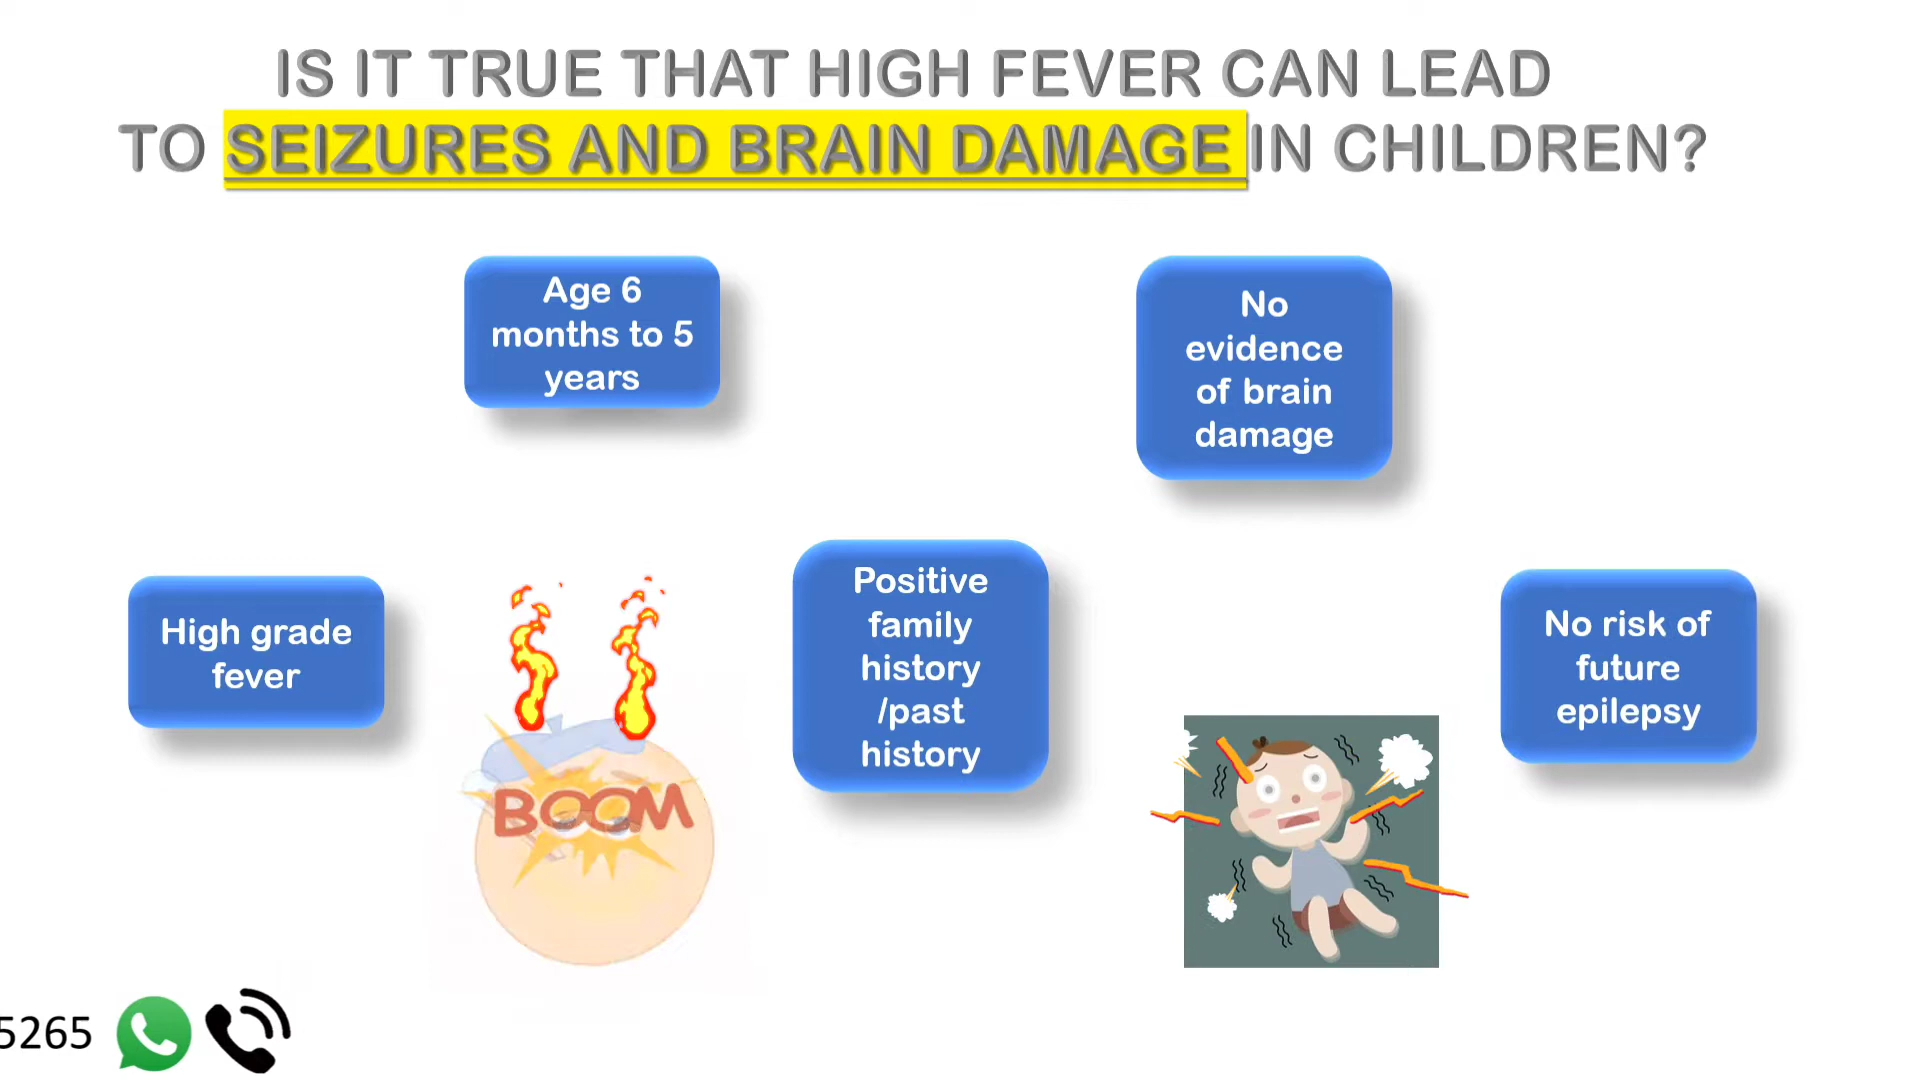 IS IT TRUE THAT HIGH FEVER CAN LEAD
TO SEIZURES AND BRAIN DAMAGE IN CHILDREN?
Age 6
months to 5
years
No
evidence
of brain
damage
High grade
fever
Positive
family
history
/past
history
No risk of
future
epilepsy
BOOM
5265